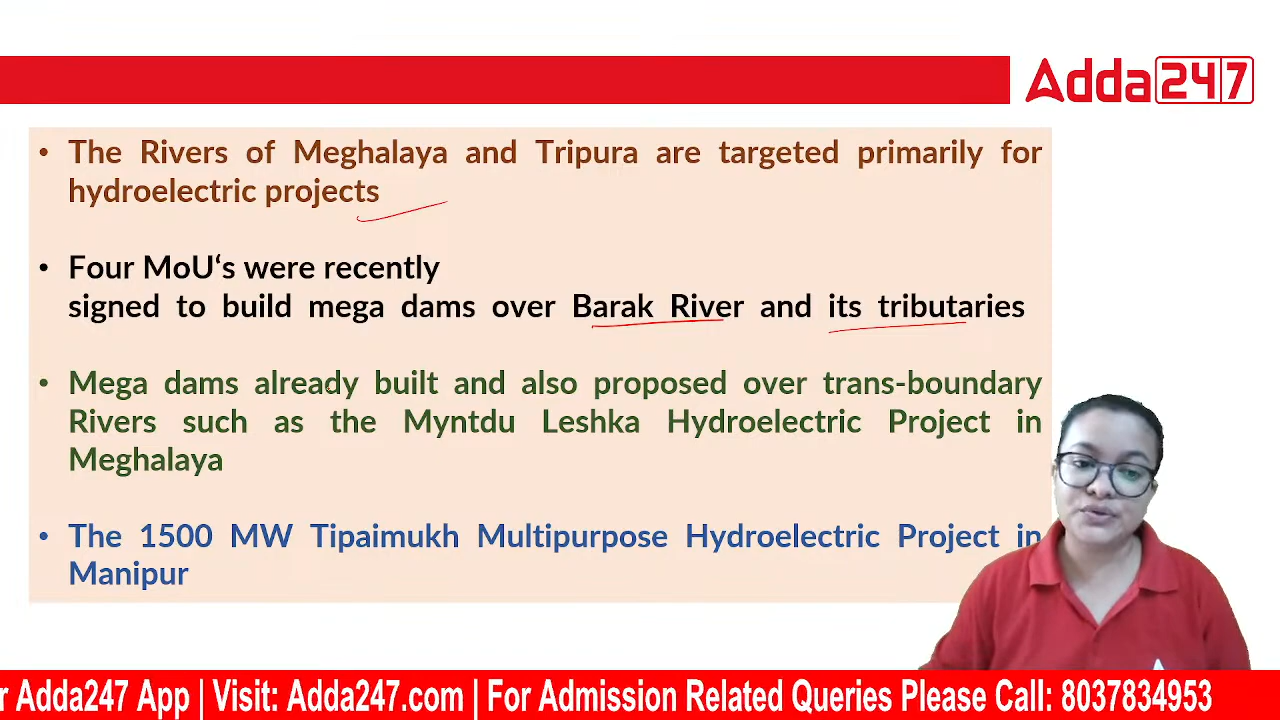 Adda247
• The Rivers of Meghalaya and Tripura are targeted primarily for
hydroelectric projects
• Four MoU‘s were recently
signed to build mega dams over Barak River and its tributaries
• Mega dams already built and also proposed over trans-boundary
Rivers such as the Myntdu Leshka Hydroelectric Project in
Meghalaya
• The 1500 MW Tipaimukh Multipurpose Hydroelectric Project in
Manipur
r Adda247 App | Visit: Adda247.com | For Admission Related Queries Please Call: 8037834953